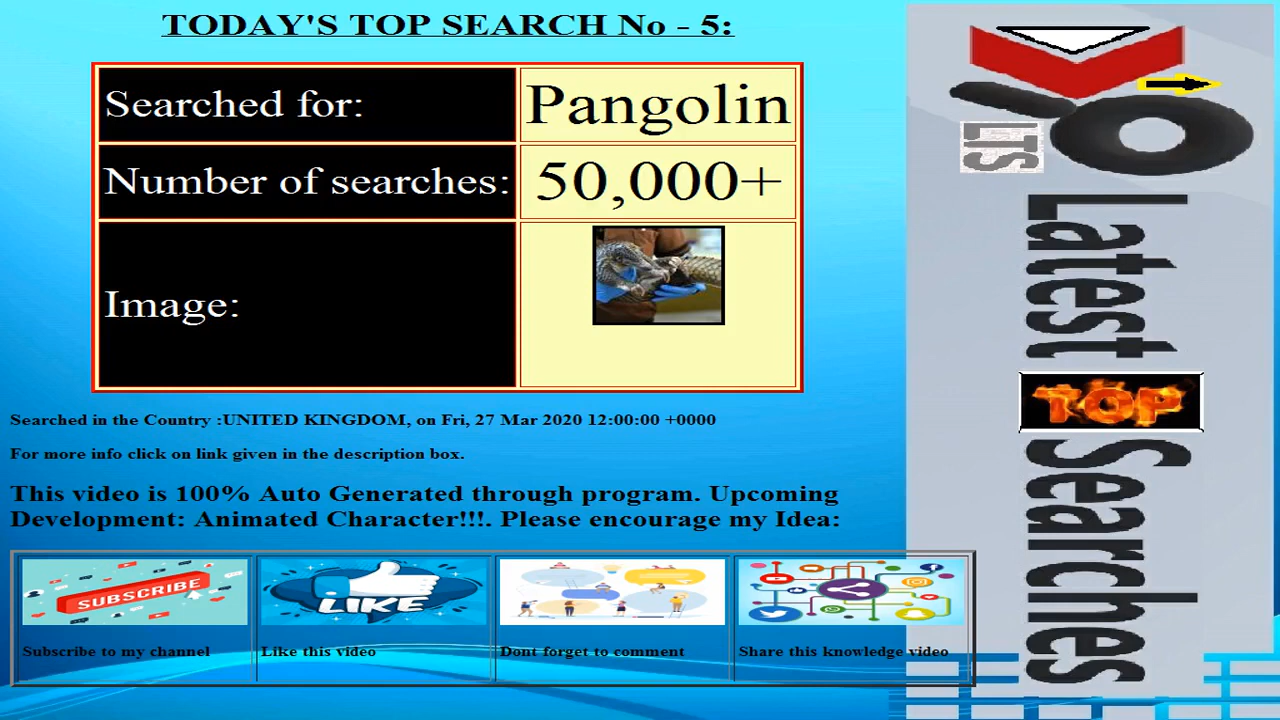 TODAY'S TOP SEARCH No - 5:
Searched for:
Pangolin
Number of searches:
50,000+
Image:
Searched in the Country :UNITED KINGDOM, on Fri, 27 Mar 2020 12:00:00 +0000
For more info click on link given in the description box.
This video is 100% Auto Generated through program. Upcoming
Development: Animated Character!!!. Please encourage my Idea:
SUBSCRIBE
LIKE
Subscribe to my channel
Like this video
Dont forget to comment
Share this knowledge video
LTS
Latest
TOP
Searches